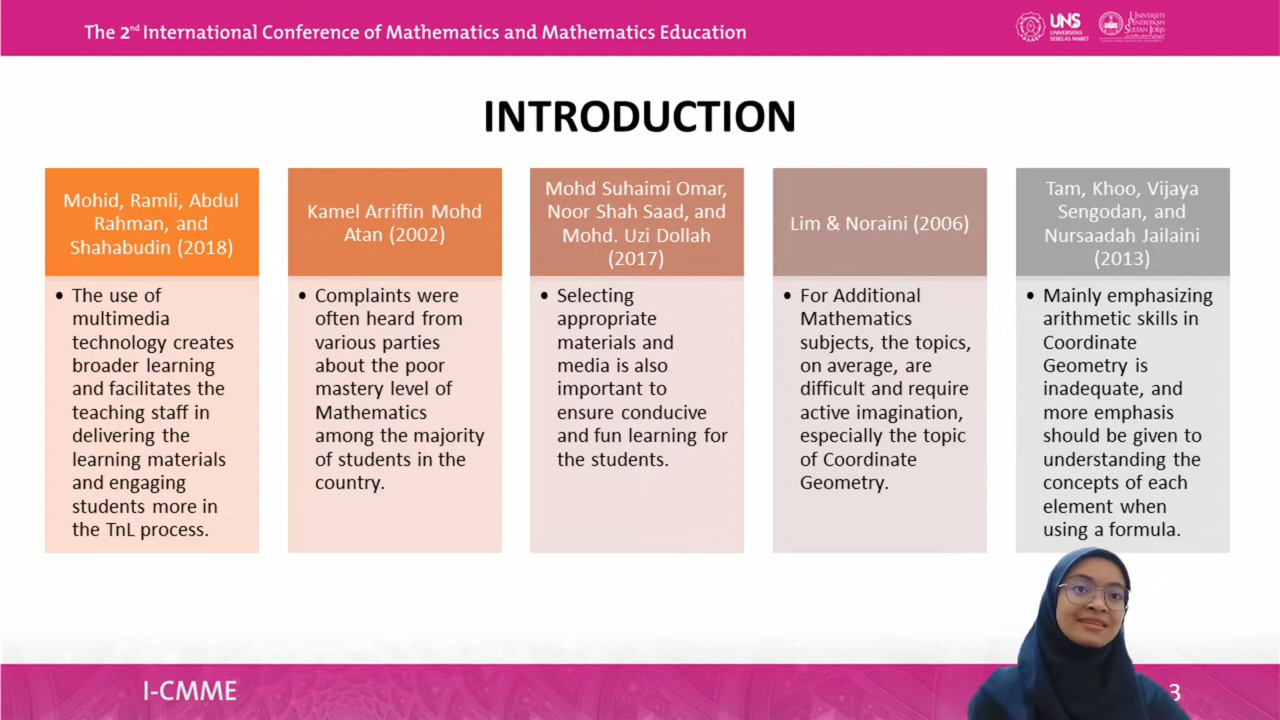 The 2nd International Conference of Mathematics and Mathematics Education
UNS
UNIVERSITAS
SEBELAS MARET
UNIVERSITI
PENDIDIKAN
SULTAN IDRIS
INTRODUCTION
Mohid, Ramli, Abdul
Rahman, and
Shahabudin (2018)
• The use of
multimedia
technology creates
broader learning
and facilitates the
teaching staff in
delivering the
learning materials
and engaging
students more in
the TnL process.
Kamel Arriffin Mohd
Atan (2002)
• Complaints were
often heard from
various parties
about the poor
mastery level of
Mathematics
among the majority
of students in the
country.
Mohd Suhaimi Omar,
Noor Shah Saad, and
Mohd. Uzi Dollah
(2017)
• Selecting
appropriate
materials and
media is also
important to
ensure conducive
and fun learning for
the students.
Lim & Noraini (2006)
• For Additional
Mathematics
subjects, the topics,
on average, are
difficult and require
active imagination,
especially the topic
of Coordinate
Geometry.
Tam, Khoo, Vijaya
Sengodan, and
Nursaadah Jailaini
(2013)
• Mainly emphasizing
arithmetic skills in
Coordinate
Geometry is
inadequate, and
more emphasis
should be given to
understanding the
concepts of each
element when
using a formula.
I-CMME
3